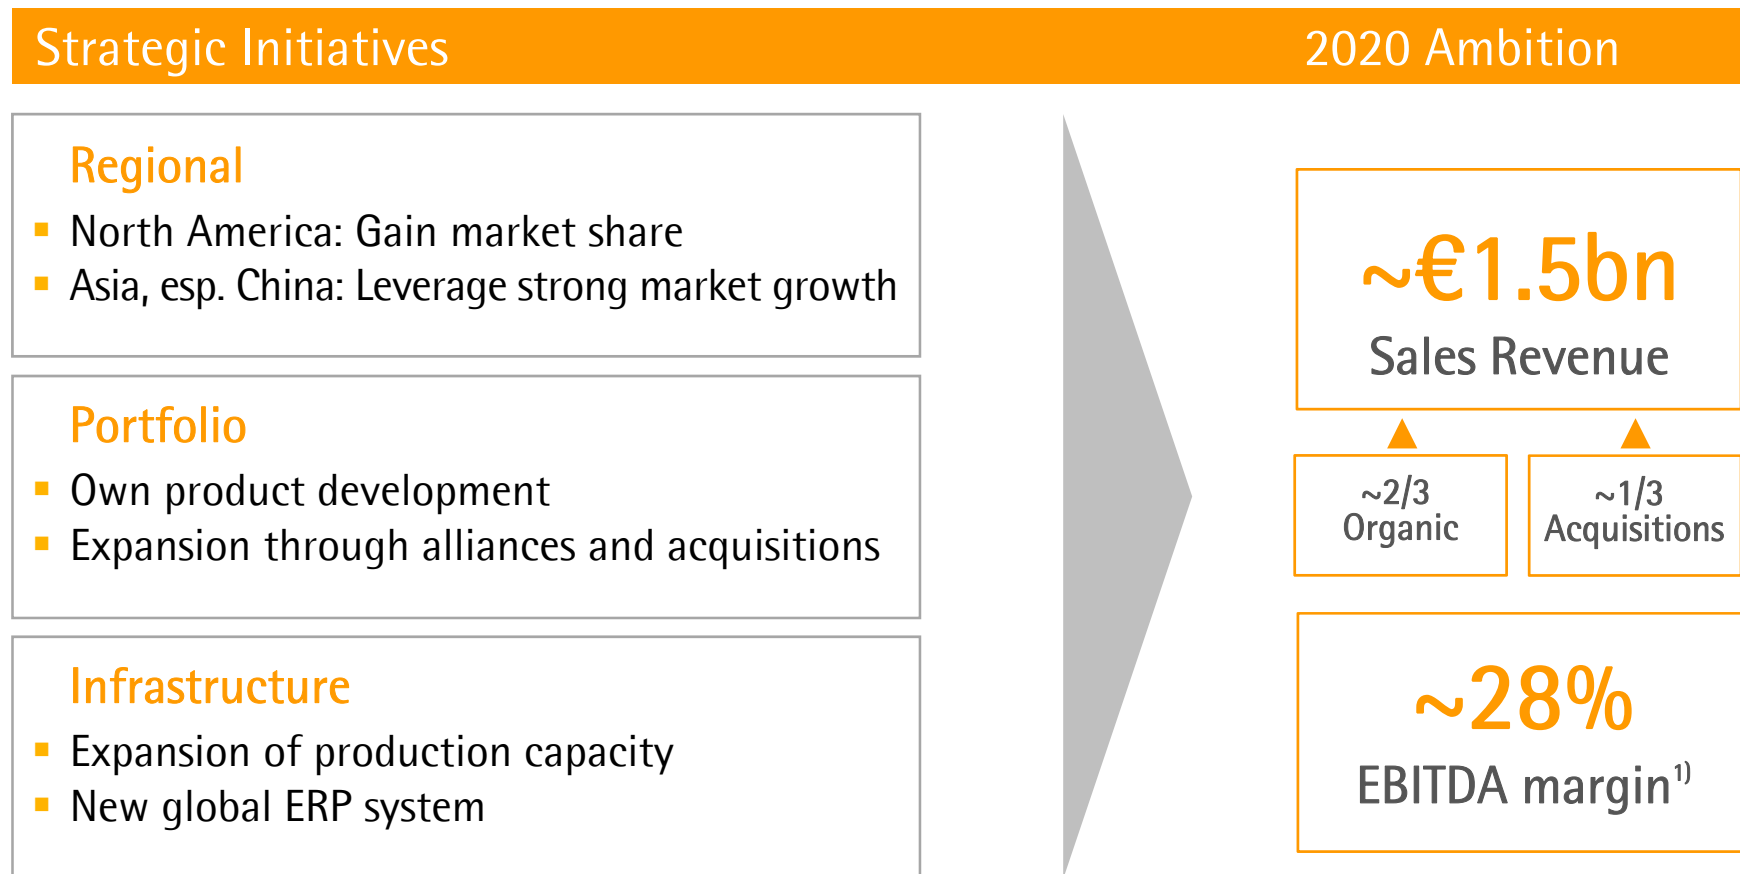 Strategic Initiatives
2020 Ambition
Regional
▪ North America: Gain market share
▪ Asia, esp. China: Leverage strong market growth
Portfolio
▪ Own product development
▪ Expansion through alliances and acquisitions
Infrastructure
▪ Expansion of production capacity
▪ New global ERP system
~€1.5bn
Sales Revenue
~2/3
Organic
~1/3
Acquisitions
~28%
EBITDA margin¹⁾